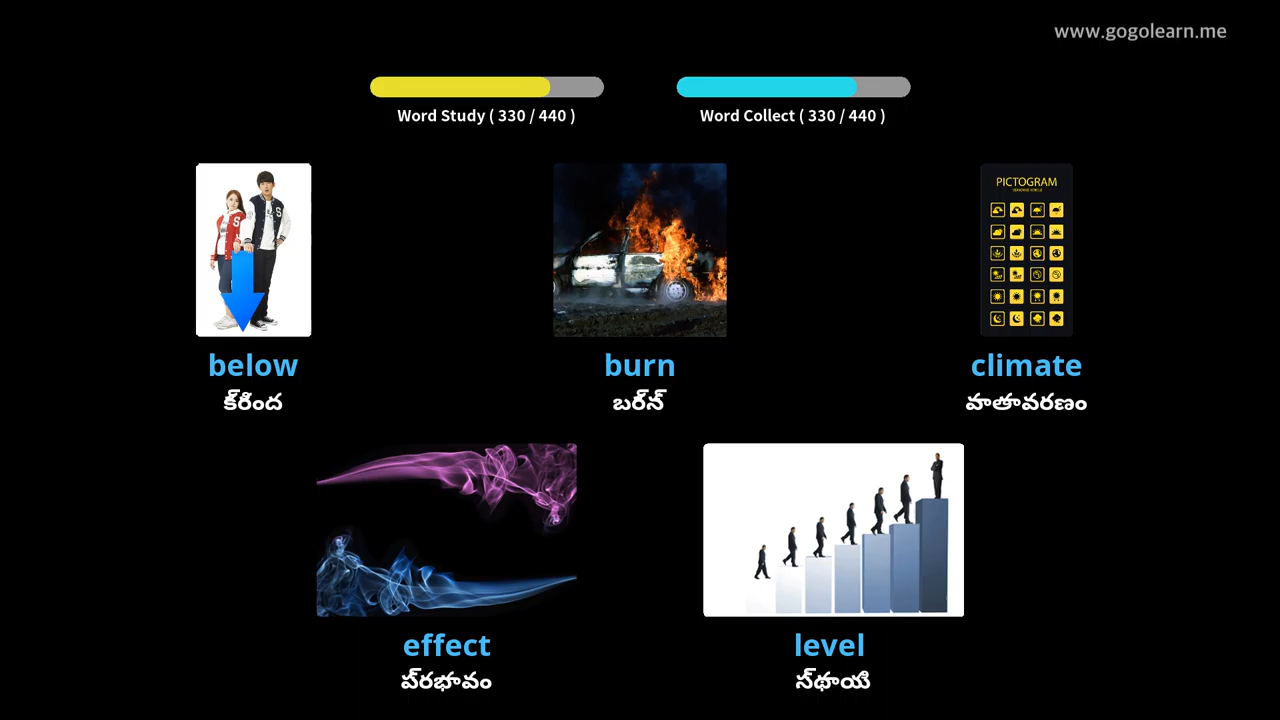 www.gogolearn.me
Word Study ( 330 / 440 )
Word Collect ( 330 / 440 )
PICTOGRAM
below
క్రింద
burn
బర్న్
climate
వాతావరణం
effect
ప్రభావం
level
స్థాయి